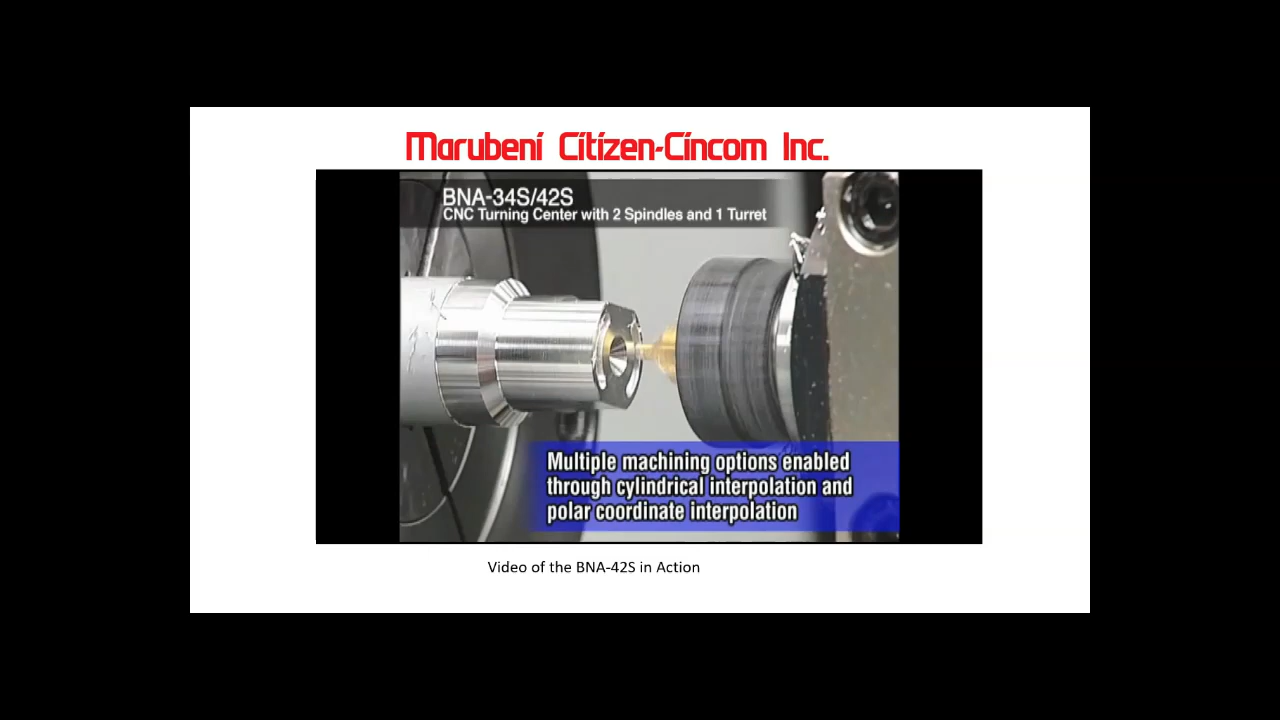 Marubeni Citizen-Cincom Inc.
BNA-34S/42S
CNC Turning Center with 2 Spindles and 1 Turret
Multiple machining options enabled
through cylindrical interpolation and
polar coordinate interpolation
Video of the BNA-42S in Action